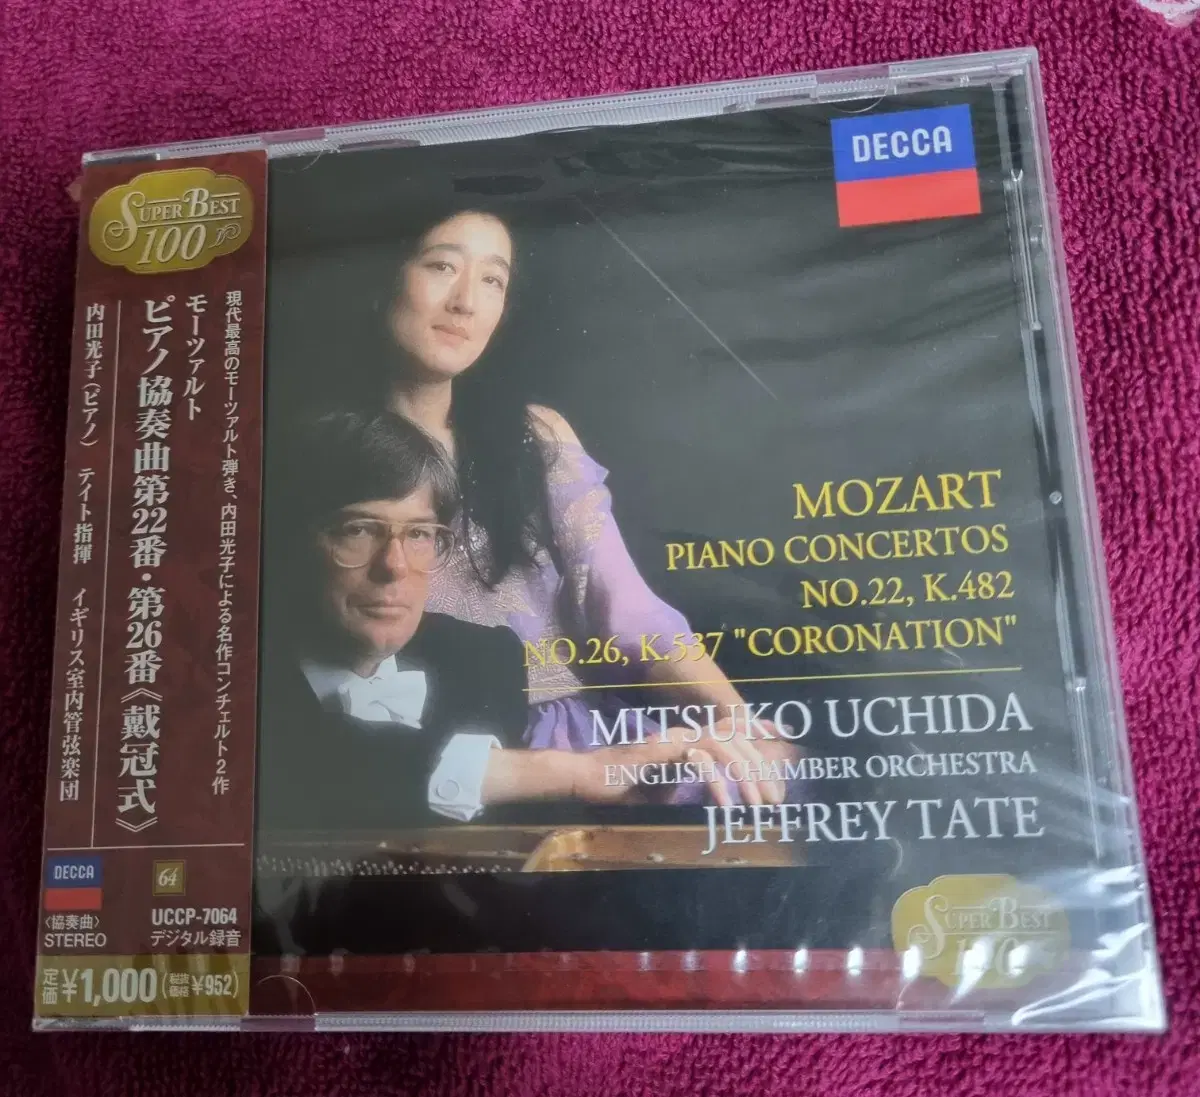 SUPER BEST
100
現代最高のモーツァルト弾き、内田光子による名作コンチェルト2作
モーツァルト
ピアノ協奏曲第22番・第26番《戴冠式》
内田光子(ピアノ) テイト指揮 イギリス室内管弦楽団
DECCA
64
〈協奏曲〉
STEREO
UCCP-7064
デジタル録音
定価¥1,000(税抜価格¥952)
DECCA
MOZART
PIANO CONCERTOS
NO.22, K.482
NO.26, K.537 "CORONATION"
MITSUKO UCHIDA
ENGLISH CHAMBER ORCHESTRA
JEFFREY TATE
SUPER BEST
100